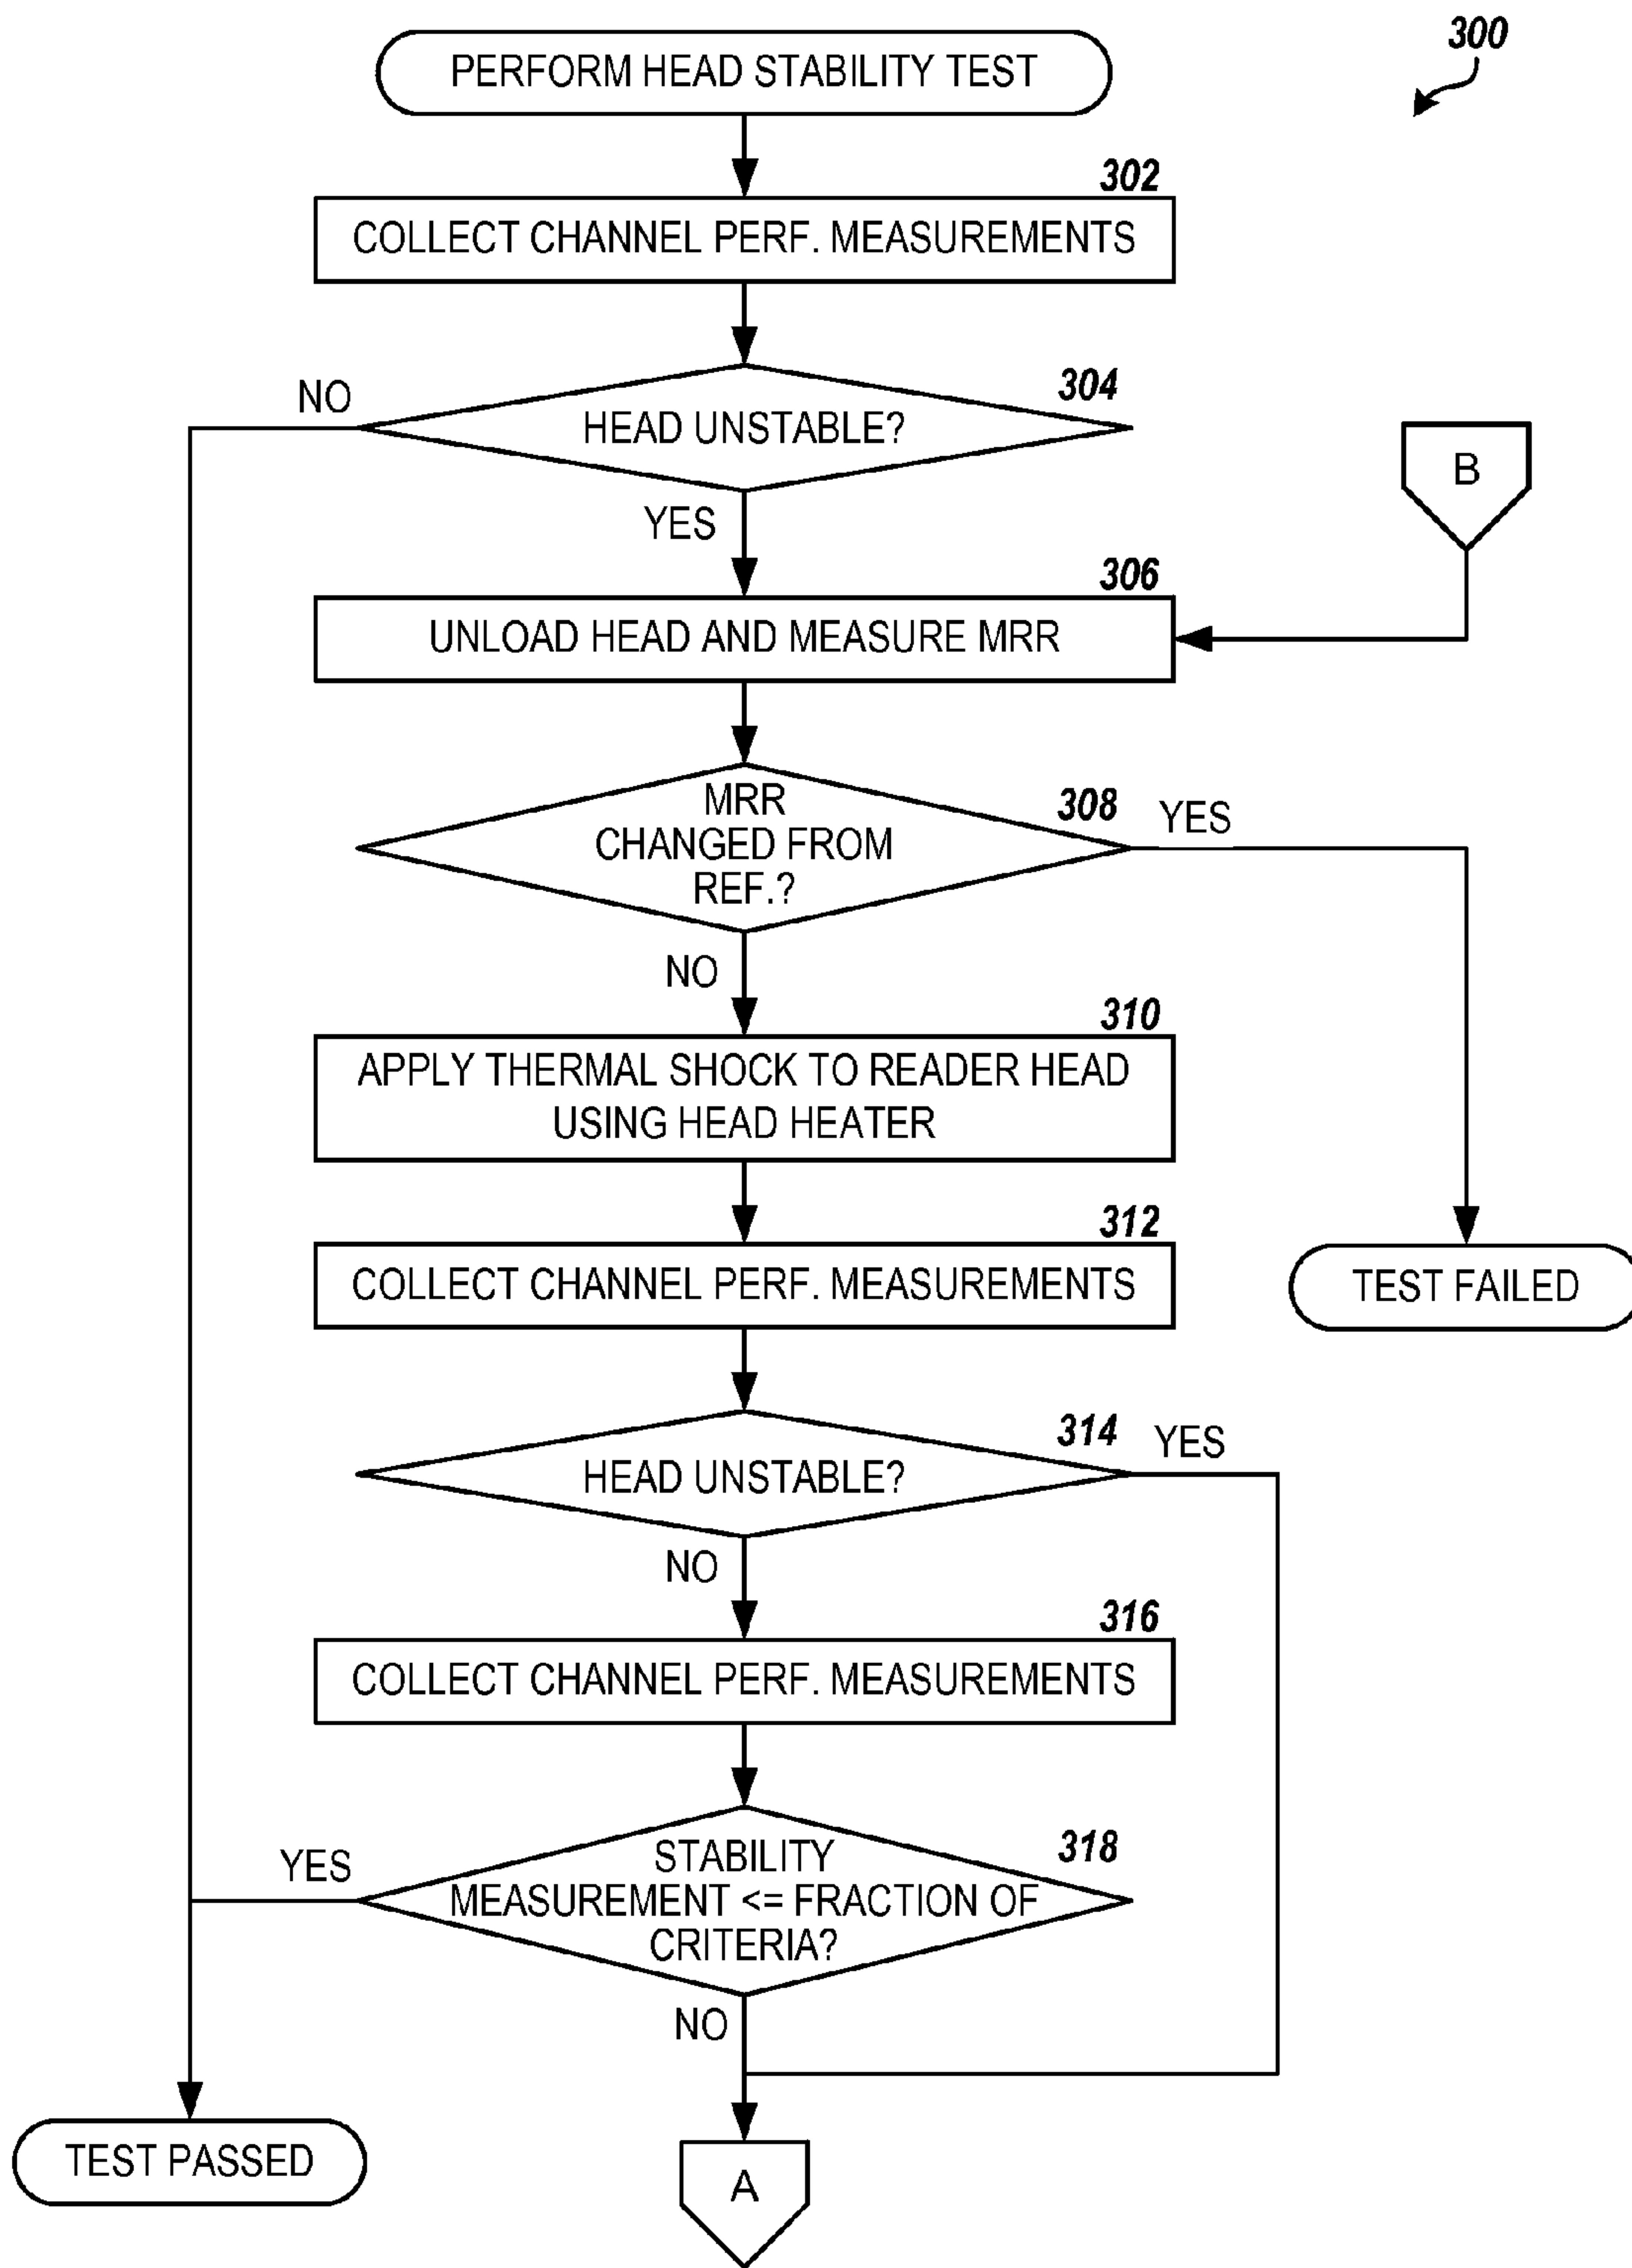 300
PERFORM HEAD STABILITY TEST
302
COLLECT CHANNEL PERF. MEASUREMENTS
304
NO
HEAD UNSTABLE?
YES
B
306
UNLOAD HEAD AND MEASURE MRR
308
YES
MRR
CHANGED FROM
REF.?
NO
310
APPLY THERMAL SHOCK TO READER HEAD
USING HEAD HEATER
312
COLLECT CHANNEL PERF. MEASUREMENTS
TEST FAILED
314
YES
HEAD UNSTABLE?
NO
316
COLLECT CHANNEL PERF. MEASUREMENTS
318
YES
STABILITY
MEASUREMENT <= FRACTION OF
CRITERIA?
NO
TEST PASSED
A